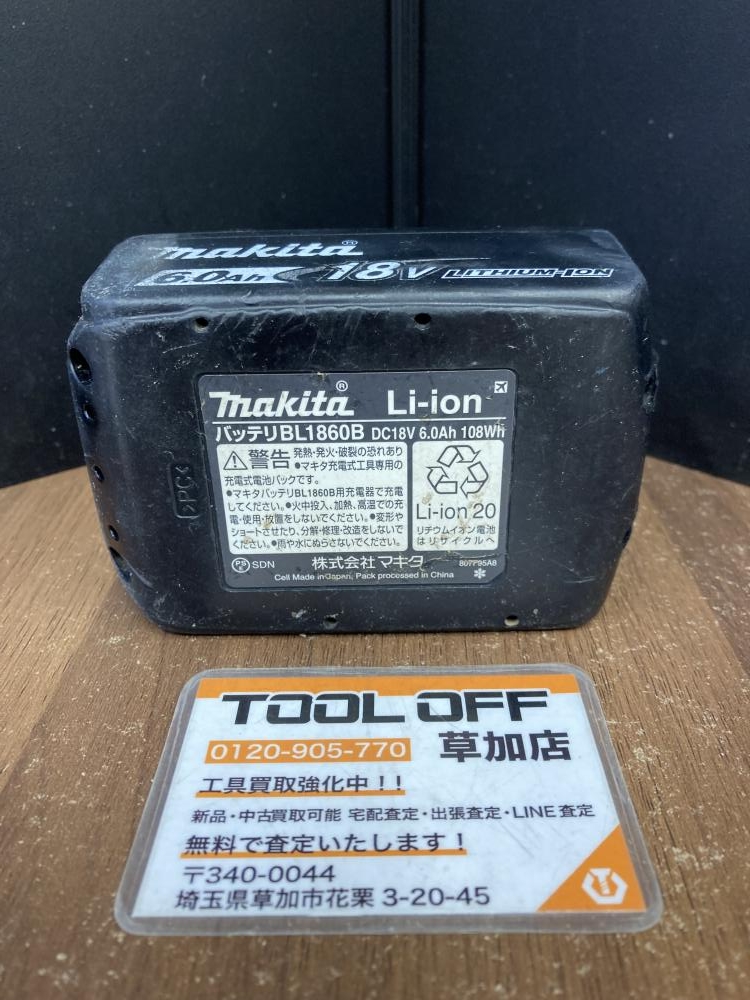 makita®
6.0Ah 18V LITHIUM-ION
makita® Li-ion
バッテリBL1860B DC18V 6.0Ah 108Wh
警告 発熱・発火・破裂の恐れあり
●マキタ充電式工具専用の
充電式電池パックです。
●マキタバッテリBL1860B用充電器で充電
してください。●火中投入、加熱、高温での充
電・使用・放置をしないでください。●変形や
ショートさせたり、分解・修理・改造をしないで
ください。●雨や水にぬらさないでください。
Li-ion 20
リチウムイオン電池
はリサイクルへ
PS
E SDN
株式会社マキタ
Cell Made in Japan, Pack processed in China
>PC<
TOOL OFF
0120-905-770 草加店
工具買取強化中!!
新品・中古買取可能 宅配査定・出張査定・LINE査定
無料で査定いたします!
〒340-0044
埼玉県草加市花栗 3-20-45